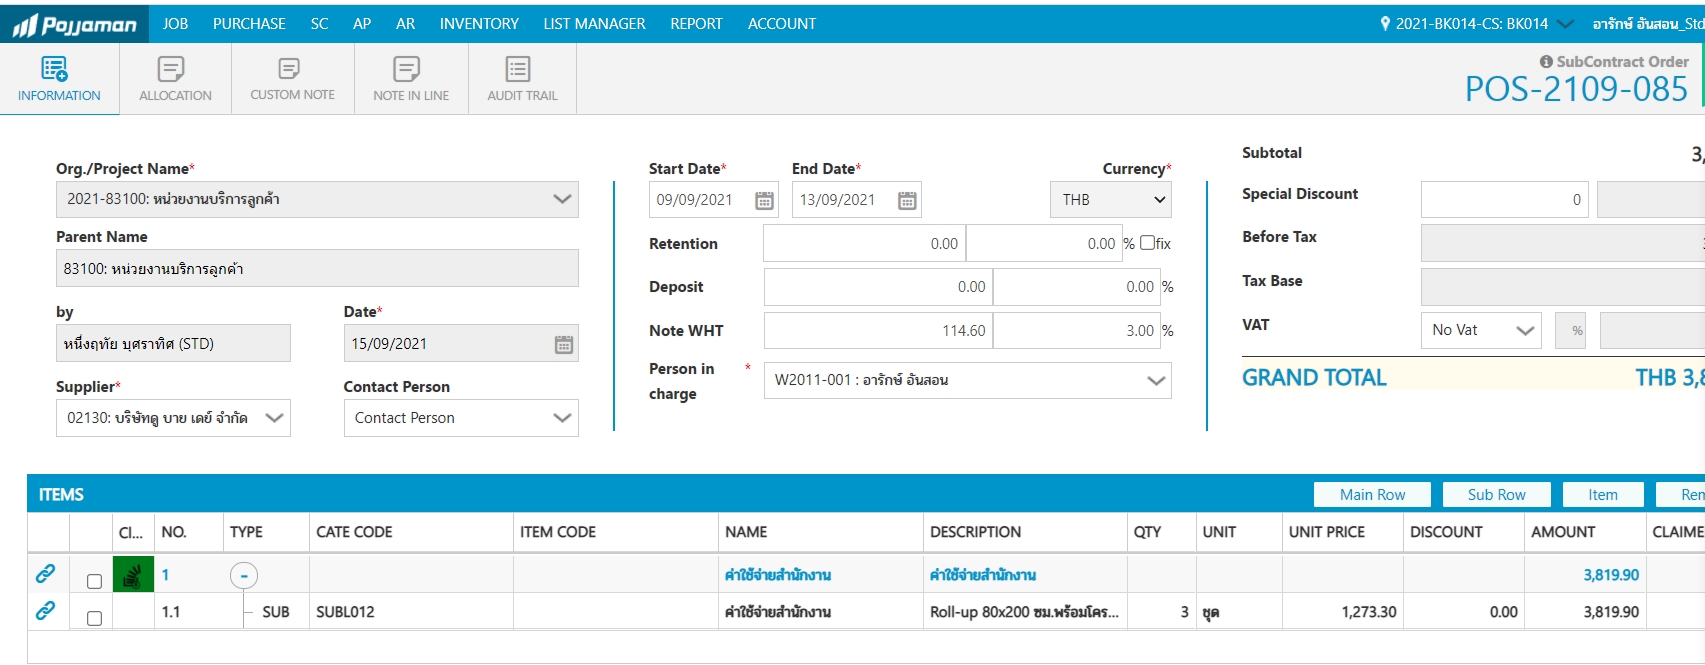 Pojjaman JOB PURCHASE SC AP AR INVENTORY LIST MANAGER REPORT ACCOUNT 2021-BK014-CS: BK014 อารักษ์ อันสอน_Std
INFORMATION ALLOCATION CUSTOM NOTE NOTE IN LINE AUDIT TRAIL
SubContract Order
POS-2109-085
Org./Project Name*
2021-83100: หน่วยงานบริการลูกค้า
Parent Name
83100: หน่วยงานบริการลูกค้า
by Date*
หนึ่งฤทัย บุศราทิศ (STD) 15/09/2021
Supplier* Contact Person
02130: บริษัทดู บาย เดย์ จำกัด Contact Person
Start Date* End Date* Currency*
09/09/2021 13/09/2021 THB
Retention 0.00 0.00 % fix
Deposit 0.00 0.00 %
Note WHT 114.60 3.00 %
Person in charge * W2011-001 : อารักษ์ อันสอน
Subtotal 3,
Special Discount 0
Before Tax
Tax Base
VAT No Vat %
GRAND TOTAL THB 3,8
ITEMS Main Row Sub Row Item Rem
Cl... NO. TYPE CATE CODE ITEM CODE NAME DESCRIPTION QTY UNIT UNIT PRICE DISCOUNT AMOUNT CLAIME
1 - ค่าใช้จ่ายสำนักงาน ค่าใช้จ่ายสำนักงาน 3,819.90
1.1 SUB SUBL012 ค่าใช้จ่ายสำนักงาน Roll-up 80x200 ซม.พร้อมโคร... 3 ชุด 1,273.30 0.00 3,819.90